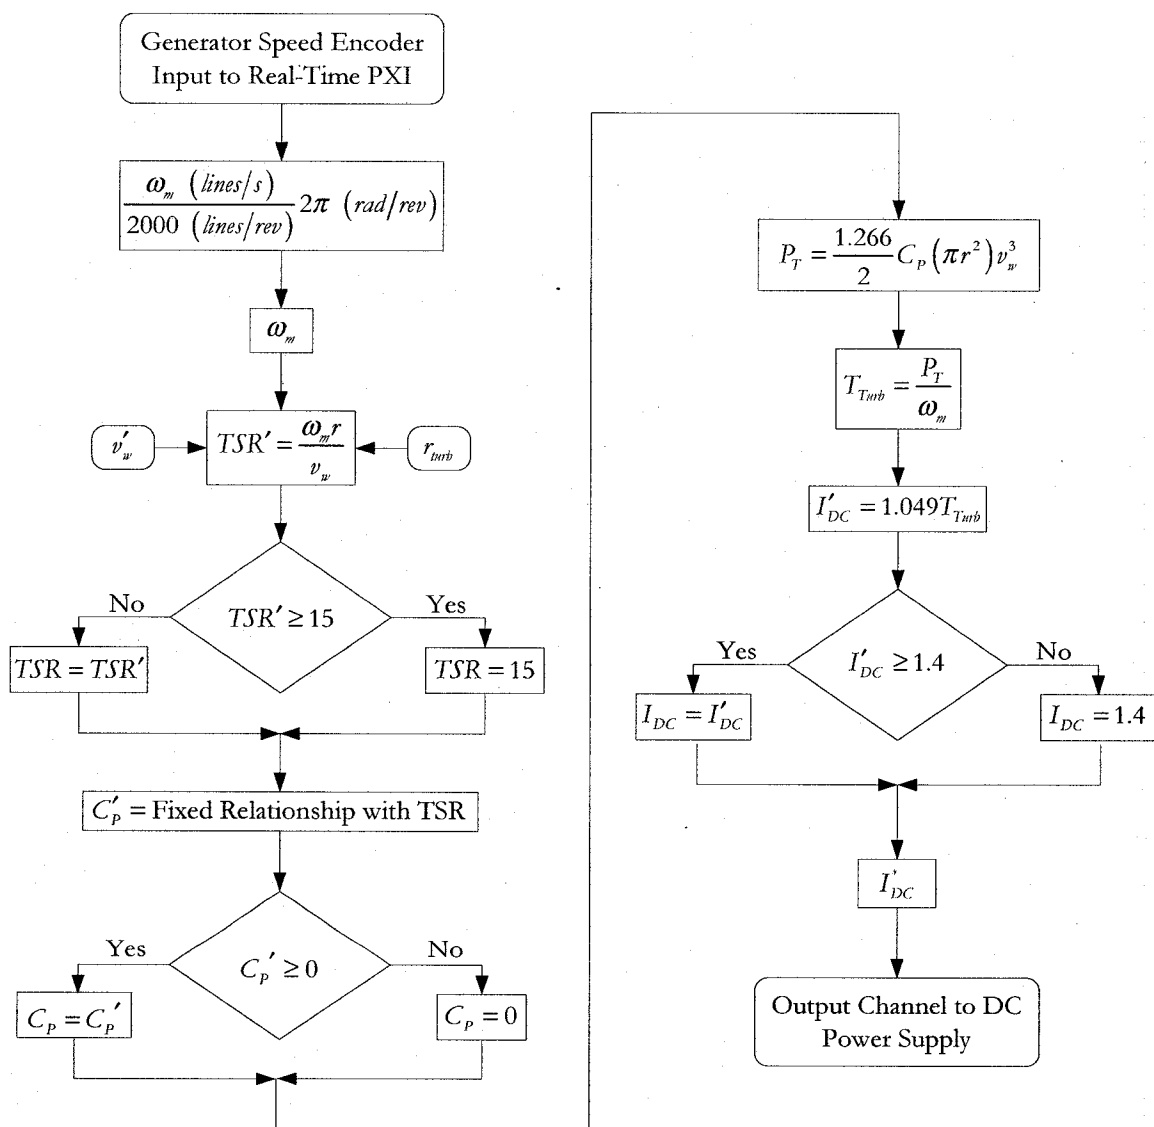 Generator Speed Encoder
Input to Real-Time PXI
ω_m (lines/s)
2000 (lines/rev)
2π (rad/rev)
ω_m
v'_w
TSR' = ω_m r / v_w
r_turb
TSR' ≥ 15
No
Yes
TSR = TSR'
TSR = 15
C'_P = Fixed Relationship with TSR
C_P' ≥ 0
Yes
No
C_P = C_P'
C_P = 0
P_T = 1.266/2 C_P (πr²) v_w³
T_Turb = P_T / ω_m
I'_DC = 1.049T_Turb
I'_DC ≥ 1.4
Yes
No
I_DC = I'_DC
I_DC = 1.4
I'_DC
Output Channel to DC
Power Supply